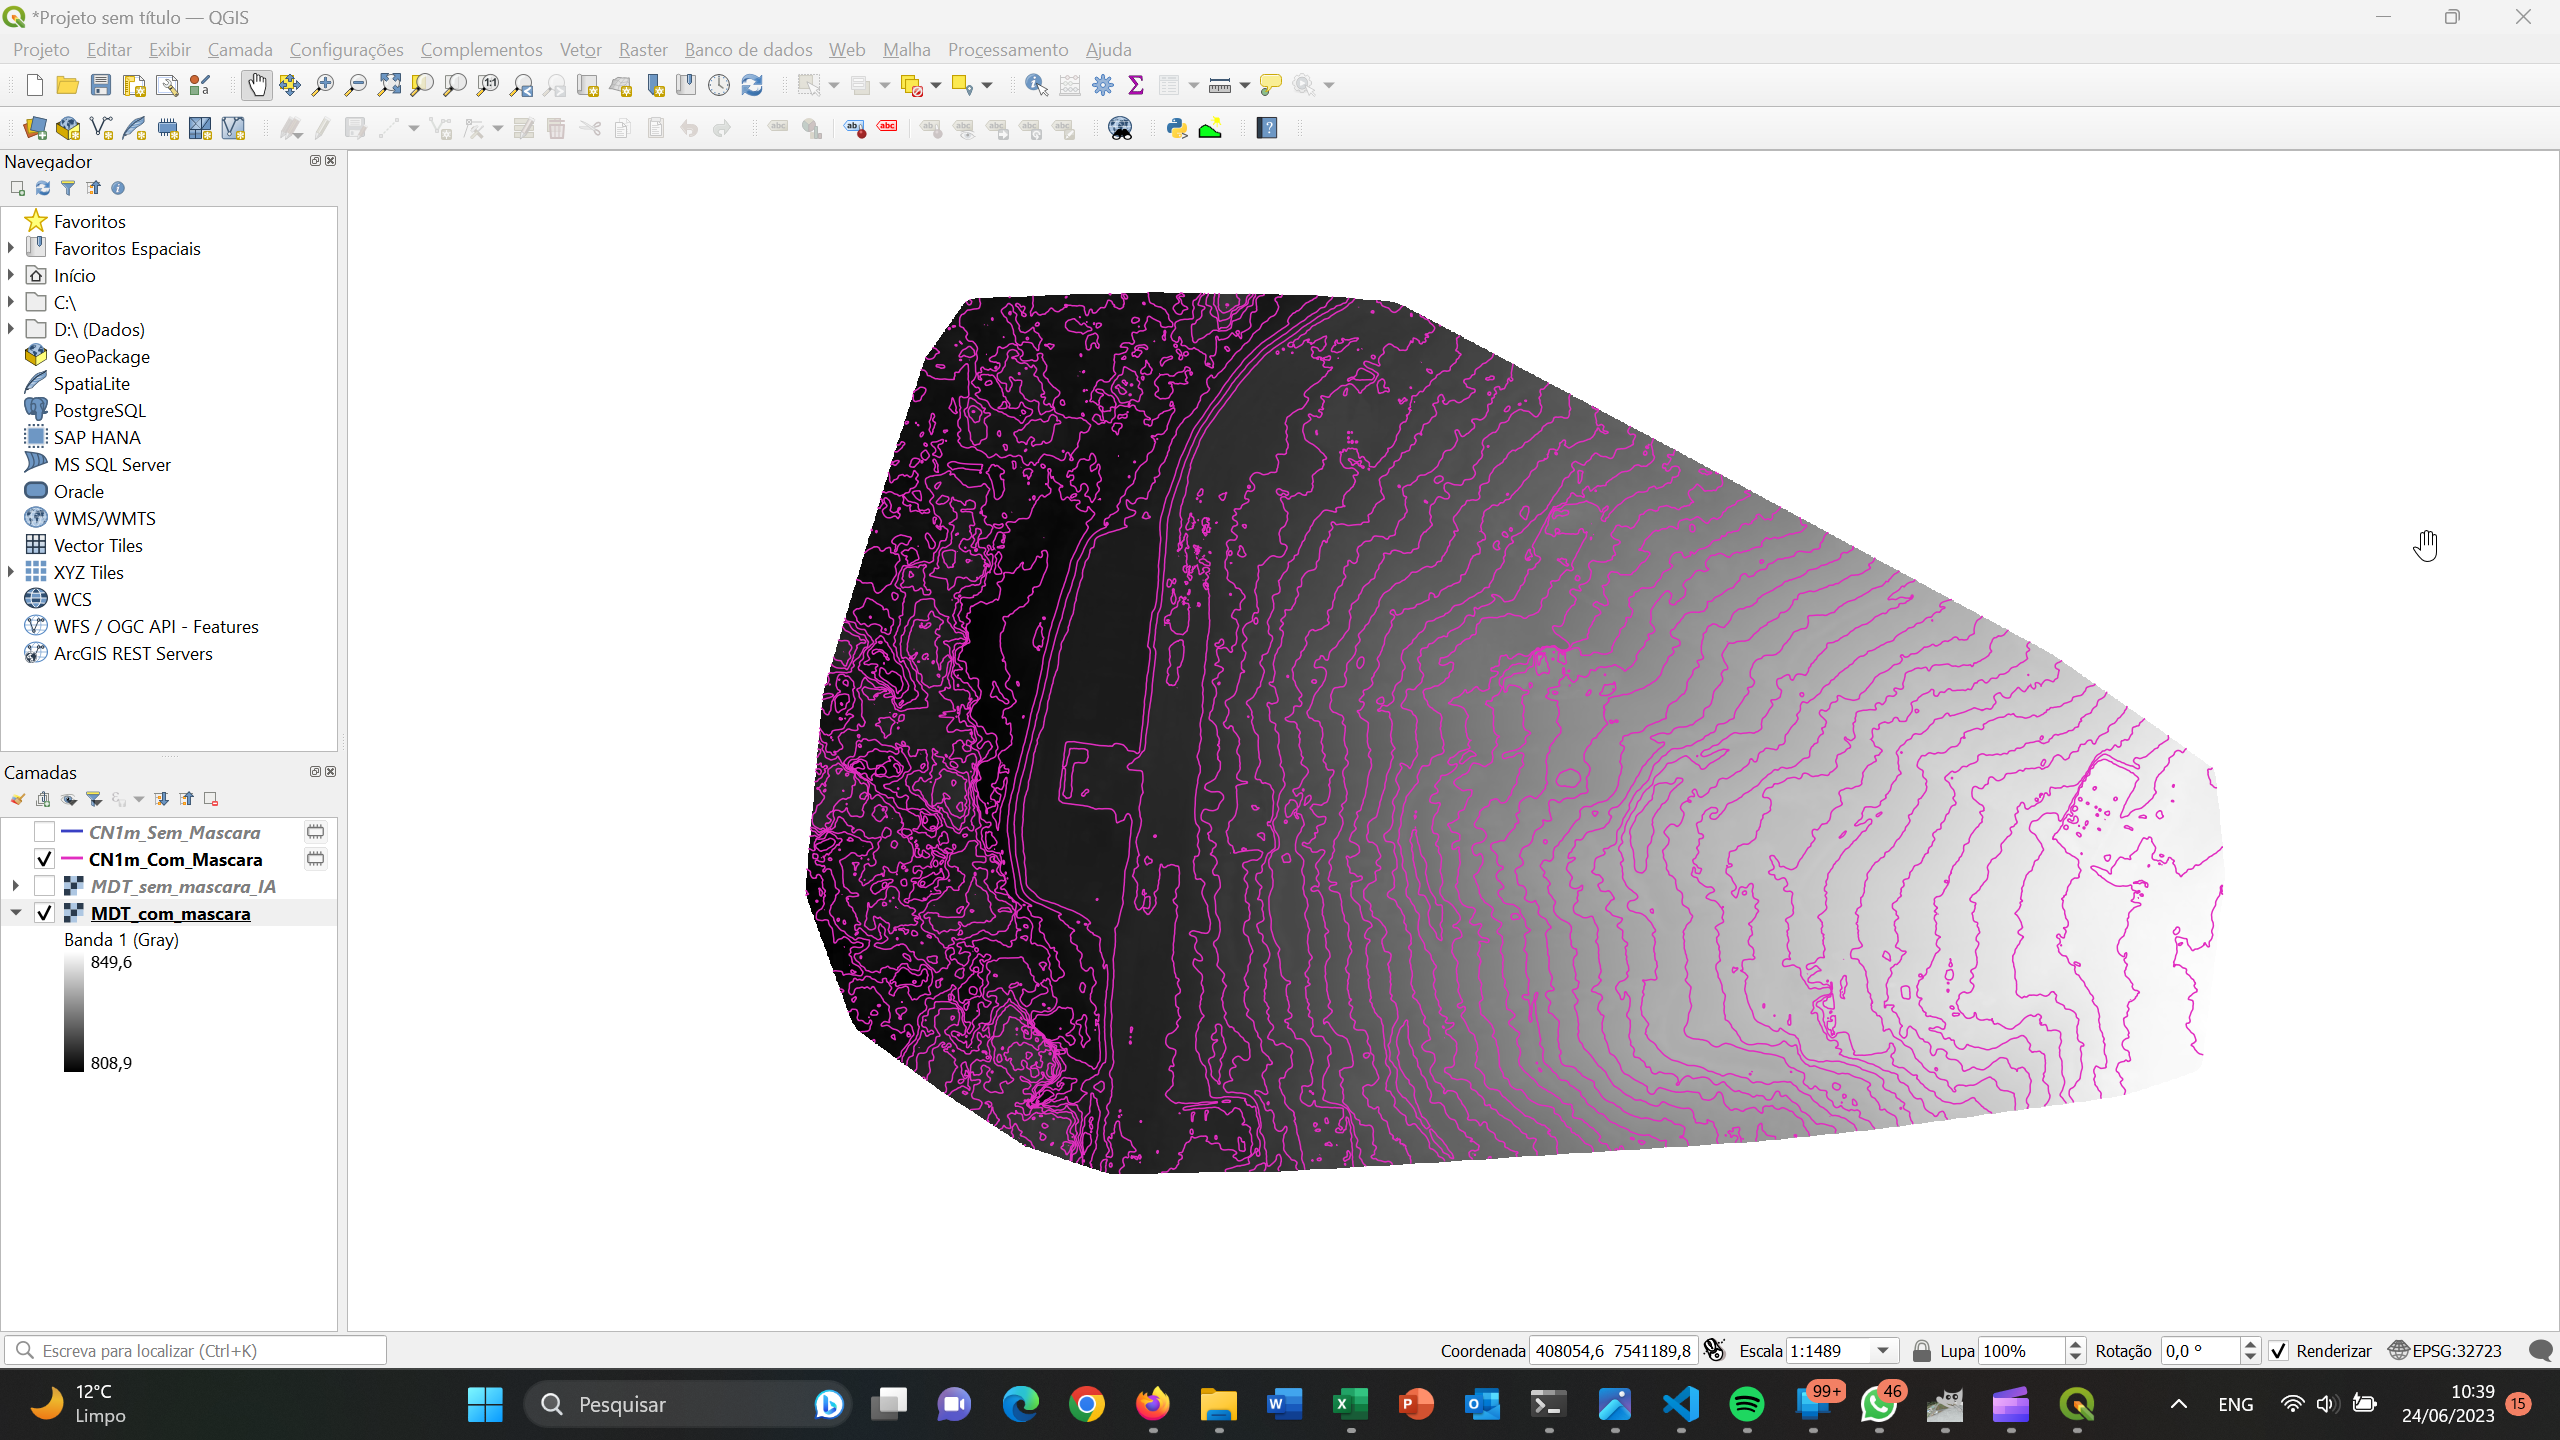 *Projeto sem título — QGIS
Projeto Editar Exibir Camada Configurações Complementos Vetor Raster Banco de dados Web Malha Processamento Ajuda
Navegador
Favoritos
Favoritos Espaciais
Início
C:\
D:\ (Dados)
GeoPackage
SpatiaLite
PostgreSQL
SAP HANA
MS SQL Server
Oracle
WMS/WMTS
Vector Tiles
XYZ Tiles
WCS
WFS / OGC API - Features
ArcGIS REST Servers
Camadas
CN1m_Sem_Mascara
CN1m_Com_Mascara
MDT_sem_mascara_IA
MDT_com_mascara
Banda 1 (Gray)
849,6
808,9
Escreva para localizar (Ctrl+K)
Coordenada 408054,6 7541189,8 Escala 1:1489 Lupa 100% Rotação 0,0 ° Renderizar EPSG:32723
12°C
Limpo
Pesquisar
99+
46
ENG
10:39
24/06/2023
15